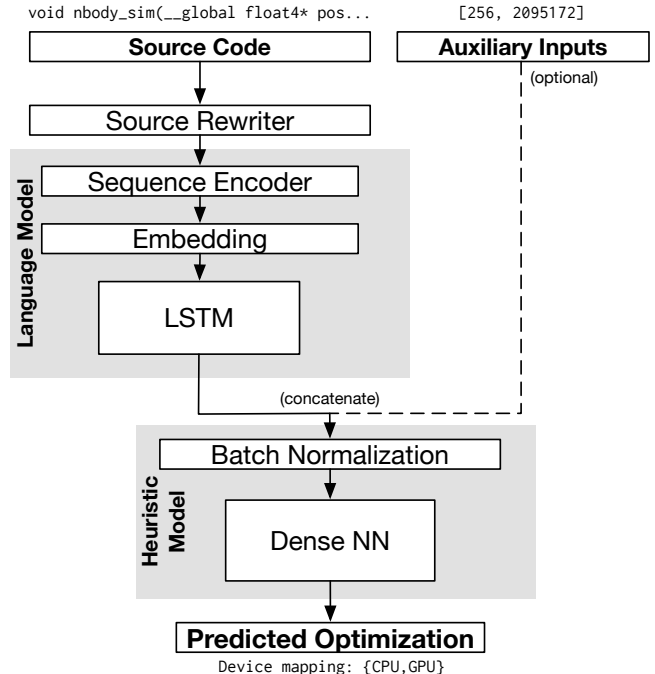 void nbody_sim(__global float4* pos...
[256, 2095172]
Source Code
Auxiliary Inputs
(optional)
Source Rewriter
Language Model
Sequence Encoder
Embedding
LSTM
(concatenate)
Heuristic
Model
Batch Normalization
Dense NN
Predicted Optimization
Device mapping: {CPU,GPU}